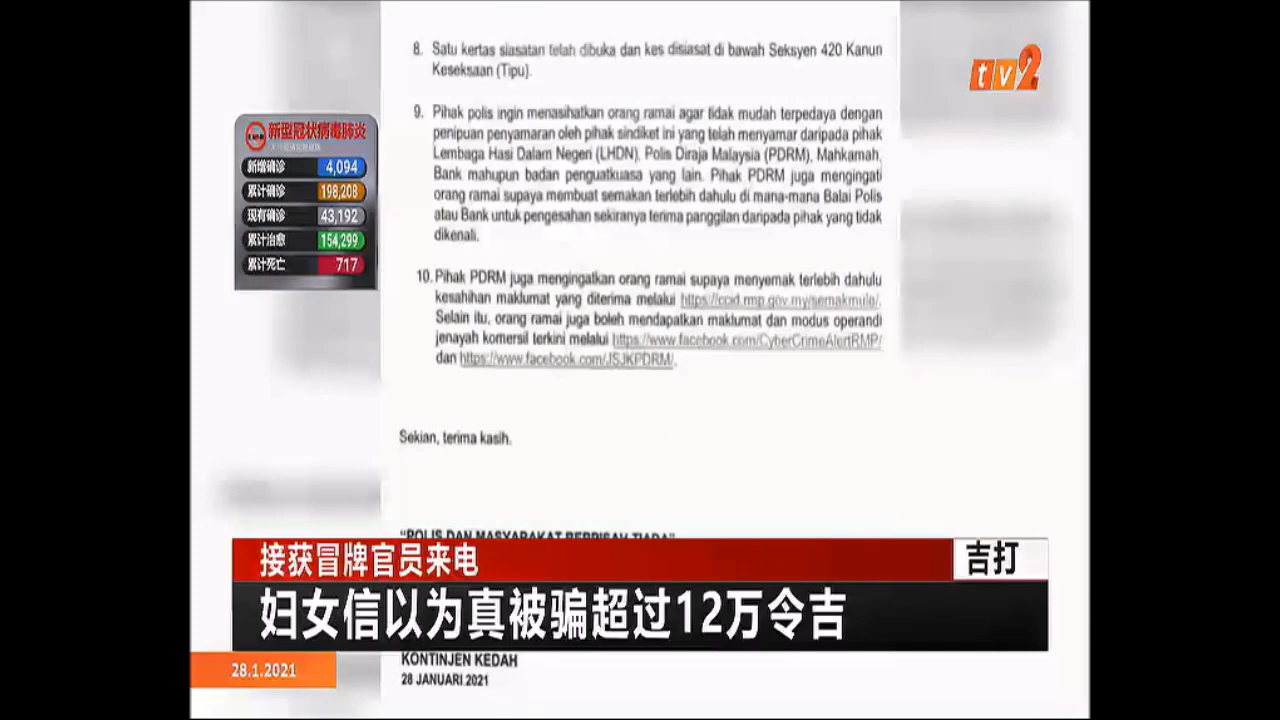 8. Satu kertas siasatan telah dibuka dan kes disiasat di bawah Seksyen 420 Kanun
Keseksaan (Tipu).
tv2
9. Pihak polis ingin menasihatkan orang ramai agar tidak mudah terpedaya dengan
penipuan penyamaran oleh pihak sindiket ini yang telah menyamar daripada pihak
Lembaga Hasi Dalam Negeri (LHDN), Polis Diraja Malaysia (PDRM), Mahkamah,
Bank mahupun badan penguatkuasa yang lain. Pihak PDRM juga mengingati
orang ramai supaya membuat semakan terlebih dahulu di mana-mana Balai Polis
atau Bank untuk pengesahan sekiranya terima panggilan daripada pihak yang tidak
dikenali.
新型冠状病毒肺炎
新增确诊 4,094
累计确诊 198,208
现有确诊 43,192
累计治愈 154,299
累计死亡 717
10. Pihak PDRM juga mengingatkan orang ramai supaya menyemak terlebih dahulu
kesahihan maklumat yang diterima melalui https://ccid.rmp.gov.my/semakmule/.
Selain itu, orang ramai juga boleh mendapatkan maklumat dan modus operandi
jenayah komersil terkini melalui https://www.facebook.com/CyberCrimeAlertRMP/
dan https://www.facebook.com/JSJKPDRM/.
Sekian, terima kasih.
"POLIS DAN MASYARAKAT BERPISAH TIADA"
接获冒牌官员来电
吉打
妇女信以为真被骗超过12万令吉
KONTINJEN KEDAH
28.1.2021
28 JANUARI 2021